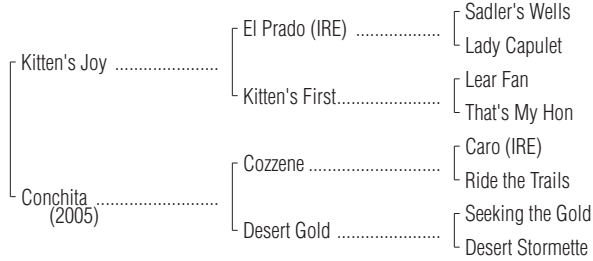 Sadler's Wells
El Prado (IRE) ....................
Lady Capulet
Kitten's Joy ........................
Lear Fan
Kitten's First.........................
That's My Hon
Caro (IRE)
Cozzene ...............................
Ride the Trails
Conchita .............................
(2005)
Seeking the Gold
Desert Gold ........................
Desert Stormette